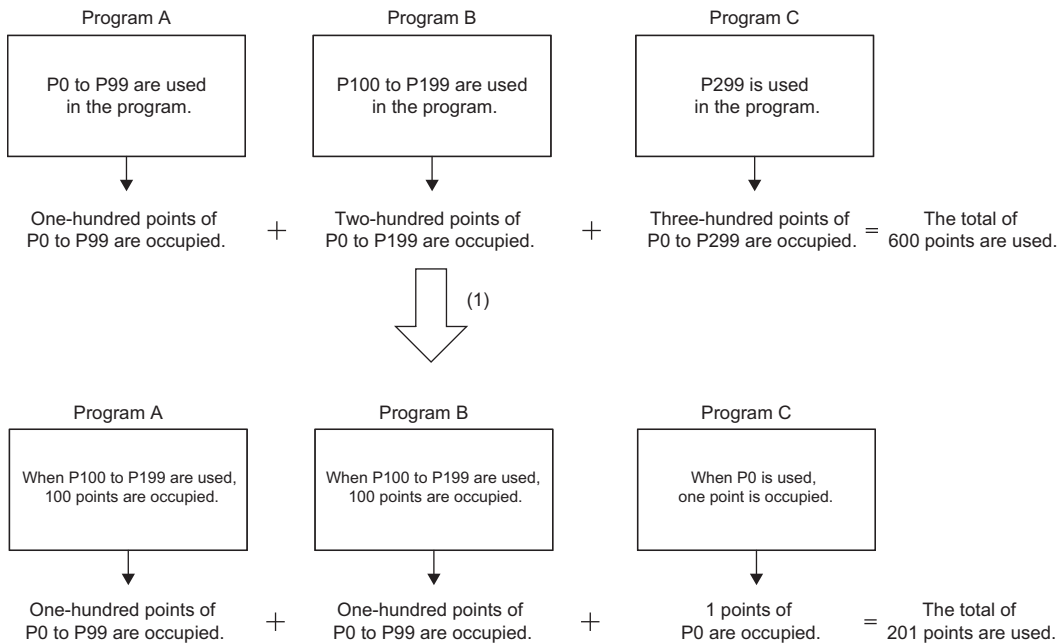 Program A
Program B
Program C
P0 to P99 are used
in the program.
P100 to P199 are used
in the program.
P299 is used
in the program.
One-hundred points of
P0 to P99 are occupied.
+
Two-hundred points of
P0 to P199 are occupied.
+
Three-hundred points of
P0 to P299 are occupied.
=
The total of
600 points are used.
(1)
Program A
Program B
Program C
When P100 to P199 are used,
100 points are occupied.
When P100 to P199 are used,
100 points are occupied.
When P0 is used,
one point is occupied.
One-hundred points of
P0 to P99 are occupied.
+
One-hundred points of
P0 to P99 are occupied.
+
1 points of
P0 are occupied.
=
The total of
201 points are used.